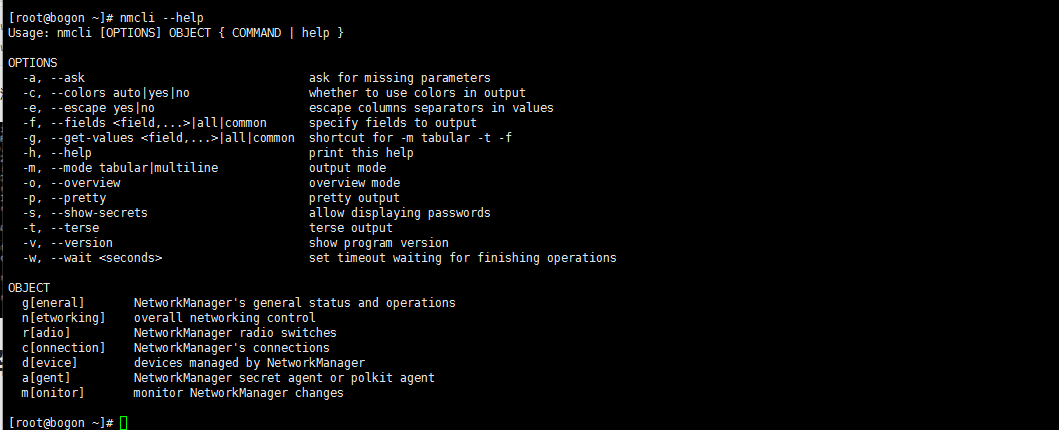 [root@bogon ~]# nmcli --help
Usage: nmcli [OPTIONS] OBJECT { COMMAND | help }
OPTIONS
-a, --ask ask for missing parameters
-c, --colors auto|yes|no whether to use colors in output
-e, --escape yes|no escape columns separators in values
-f, --fields <field,...>|all|common specify fields to output
-g, --get-values <field,...>|all|common shortcut for -m tabular -t -f
-h, --help print this help
-m, --mode tabular|multiline output mode
-o, --overview overview mode
-p, --pretty pretty output
-s, --show-secrets allow displaying passwords
-t, --terse terse output
-v, --version show program version
-w, --wait <seconds> set timeout waiting for finishing operations
OBJECT
g[eneral] NetworkManager's general status and operations
n[etworking] overall networking control
r[adio] NetworkManager radio switches
c[onnection] NetworkManager's connections
d[evice] devices managed by NetworkManager
a[gent] NetworkManager secret agent or polkit agent
m[onitor] monitor NetworkManager changes
[root@bogon ~]#